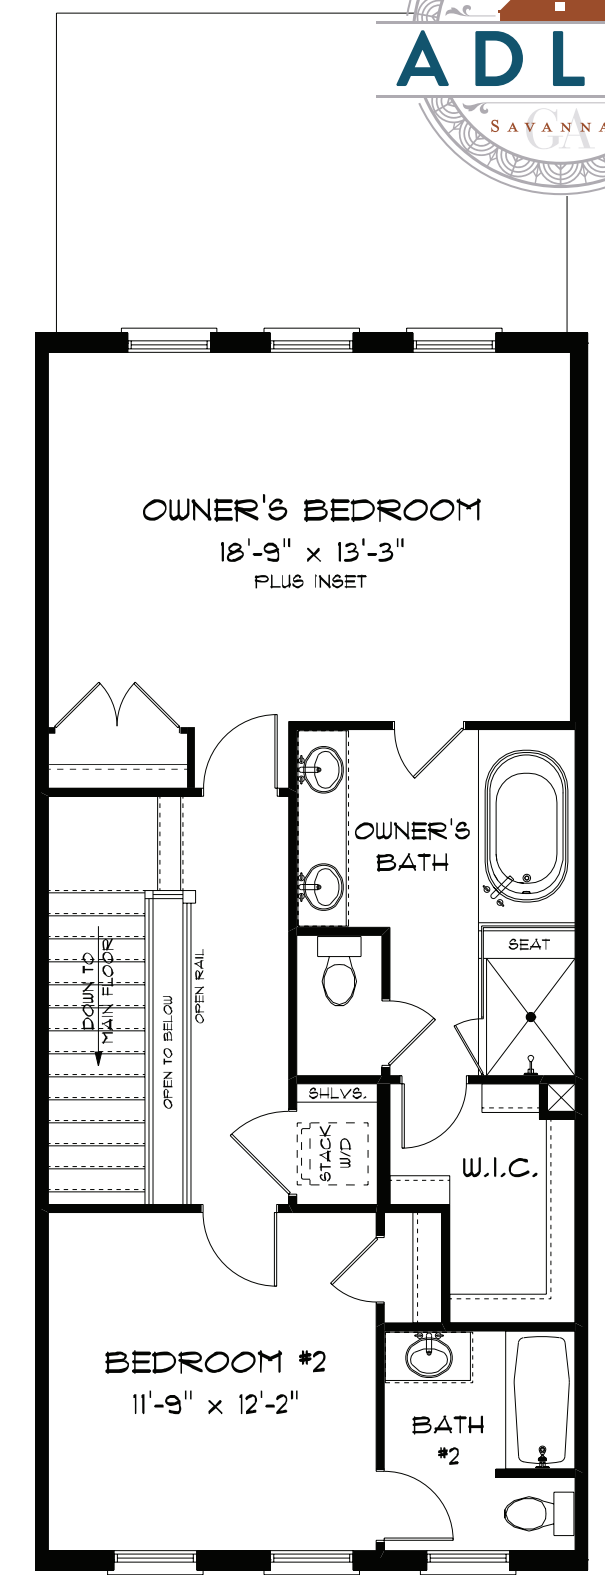 ADL
SAVANNA
GA
OWNER'S BEDROOM
18'-9" x 13'-3"
PLUS INSET
OWNER'S
BATH
SEAT
DOWN TO
MAIN FLOOR
OPEN TO BELOW
OPEN RAIL
SHLVS.
STACK
W/D
W.I.C.
BEDROOM #2
11'-9" x 12'-2"
BATH
#2